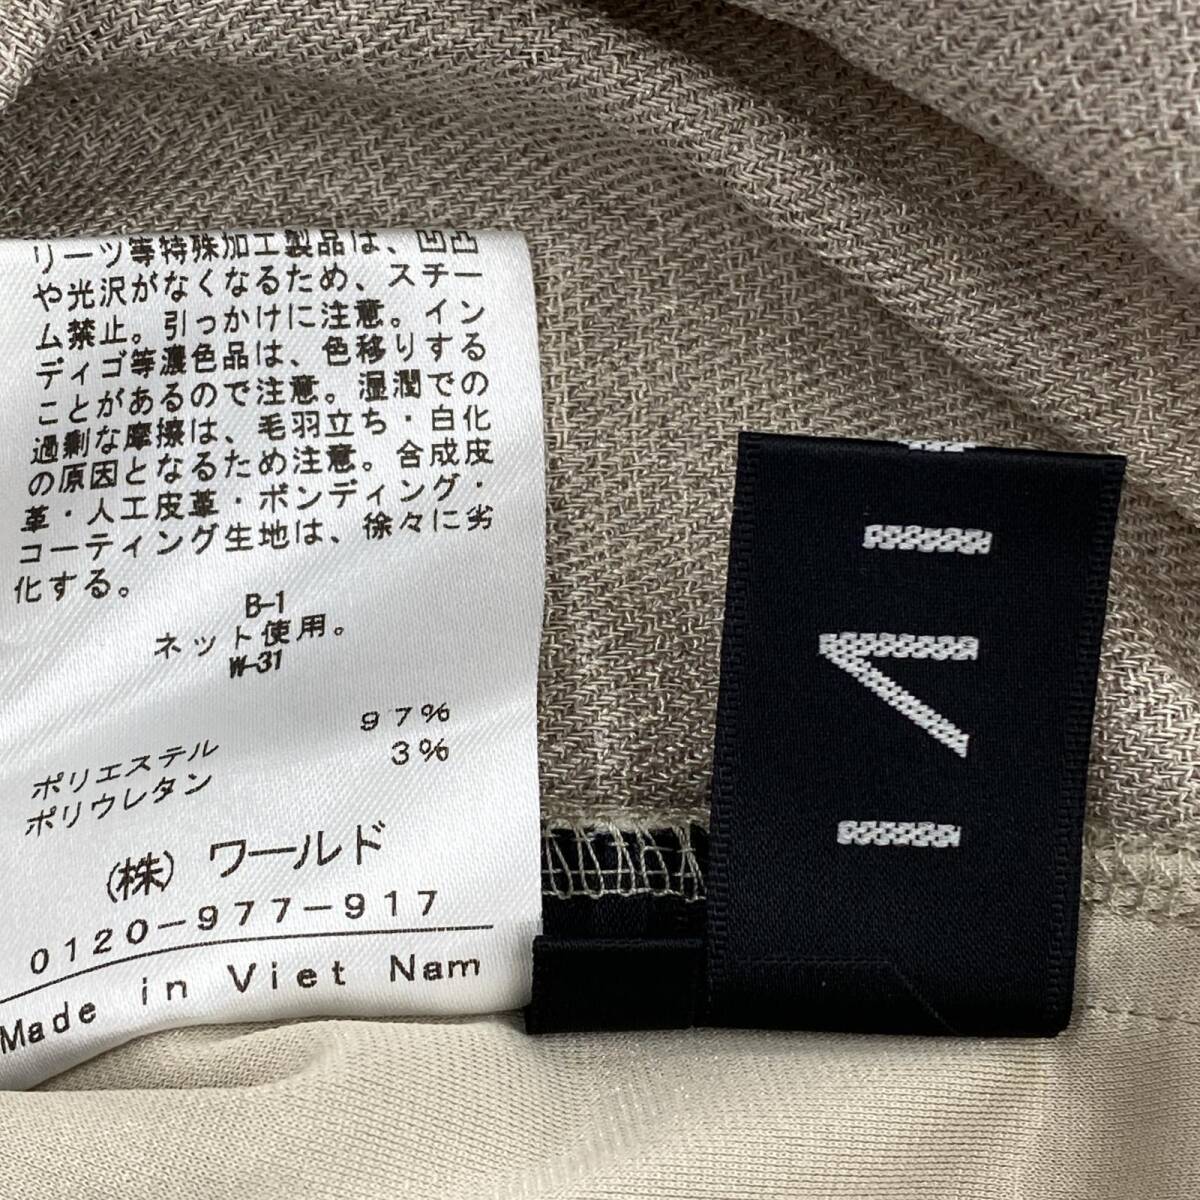 リーツ等特殊加工製品は、凹凸
や光沢がなくなるため、スチー
ム禁止。引っかけに注意。イン
ディゴ等濃色品は、色移りする
ことがあるので注意。湿潤での
過剰な摩擦は、毛羽立ち・白化
の原因となるため注意。合成皮
革・人工皮革・ボンディング・
コーティング生地は、徐々に劣
化する。
B-1
ネット使用。
W-31
ポリエステル 97%
ポリウレタン 3%
(株) ワールド
0120-977-917
Made in Viet Nam